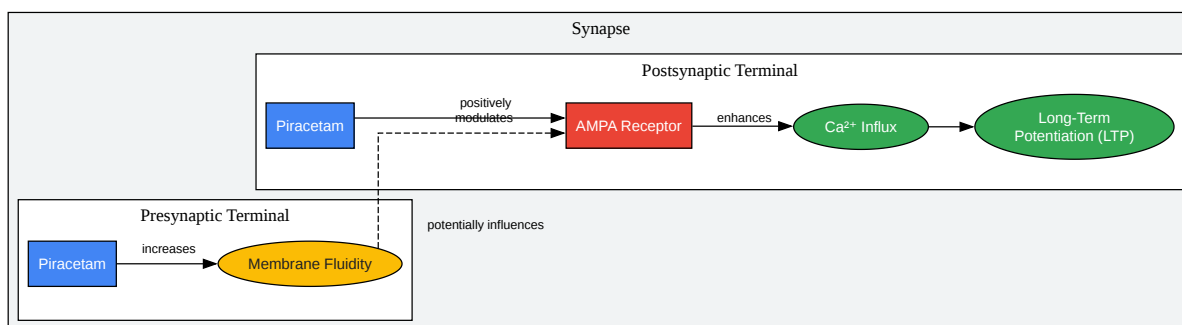 Synapse
Postsynaptic Terminal
Piracetam
positively
modulates
AMPA Receptor
enhances
Ca²⁺ Influx
Long-Term
Potentiation (LTP)
Presynaptic Terminal
Piracetam
increases
Membrane Fluidity
potentially influences